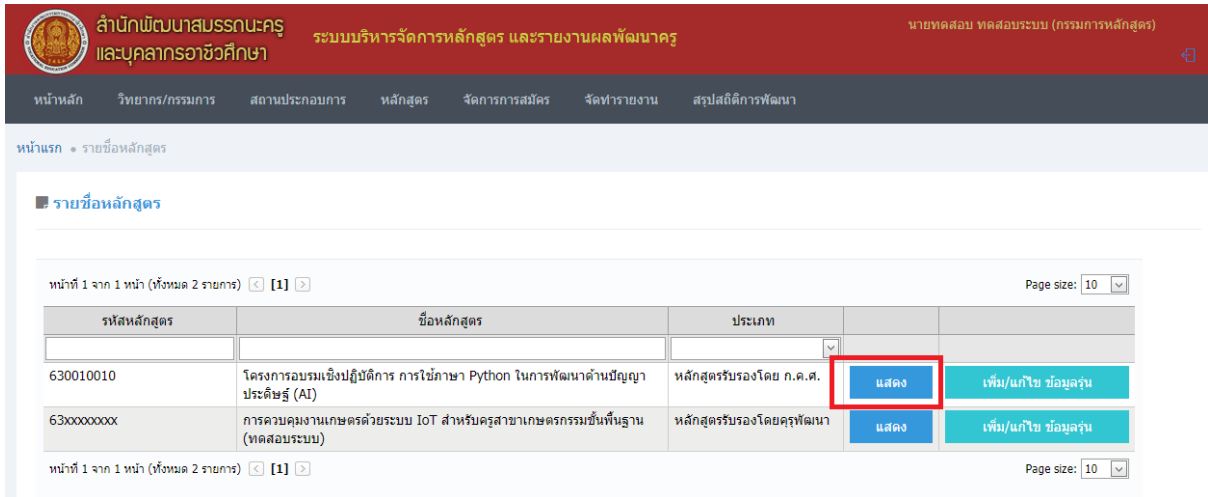 สำนักพัฒนาสมรรถนะครู
และบุคลากรอาชีวศึกษา
ระบบบริหารจัดการหลักสูตร และรายงานผลพัฒนาครู
นายทดสอบ ทดสอบระบบ (กรรมการหลักสูตร)
หน้าหลัก วิทยากร/กรรมการ สถานประกอบการ หลักสูตร จัดการการสมัคร จัดทำรายงาน สรุปสถิติการพัฒนา
หน้าแรก รายชื่อหลักสูตร
รายชื่อหลักสูตร
หน้าที่ 1 จาก 1 หน้า (ทั้งหมด 2 รายการ) [1] Page size: 10
รหัสหลักสูตร ชื่อหลักสูตร ประเภท
630010010 โครงการอบรมเชิงปฏิบัติการ การใช้ภาษา Python ในการพัฒนาด้านปัญญา หลักสูตรรับรองโดย ก.ค.ศ. แสดง เพิ่ม/แก้ไข ข้อมูลรุ่น
ประดิษฐ์ (AI)
63xxxxxxxx การควบคุมงานเกษตรด้วยระบบ IoT สำหรับครูสาขาเกษตรกรรมขั้นพื้นฐาน หลักสูตรรับรองโดยคุรุพัฒนา แสดง เพิ่ม/แก้ไข ข้อมูลรุ่น
(ทดสอบระบบ)
หน้าที่ 1 จาก 1 หน้า (ทั้งหมด 2 รายการ) [1] Page size: 10